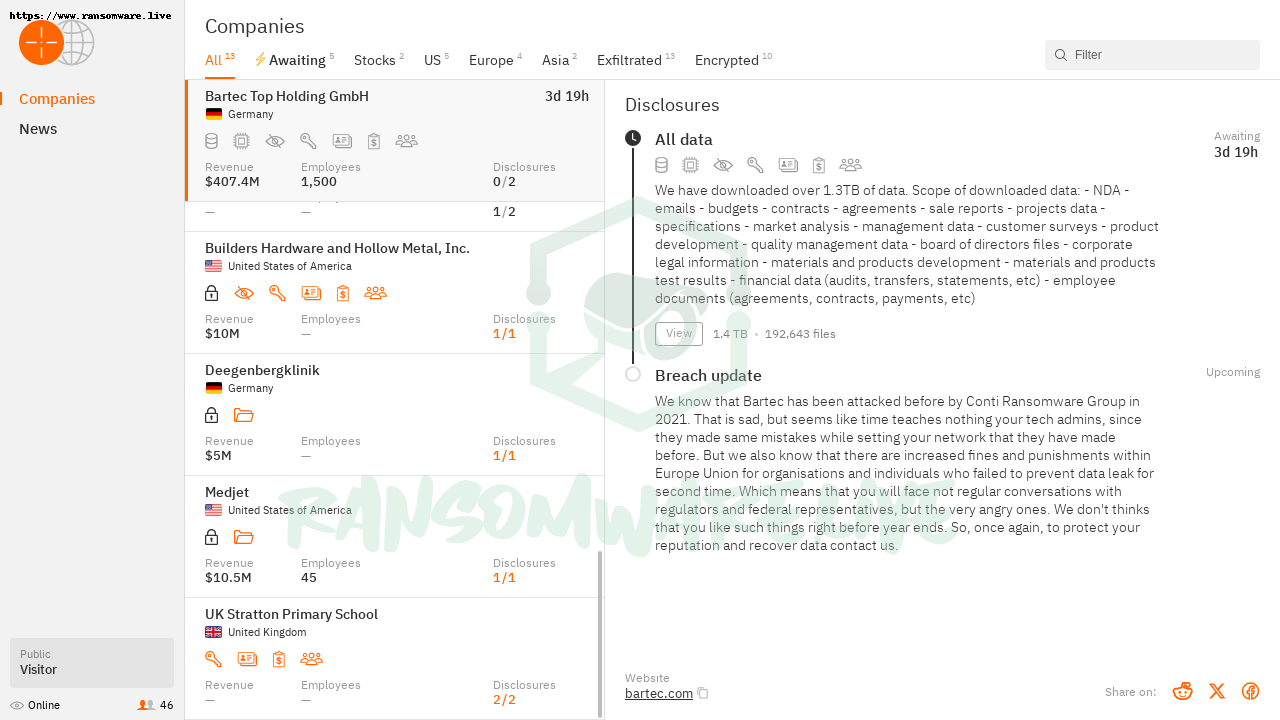 https://www.ransomware.live
Companies
News
Public
Visitor
Online
46
Companies
All 13
Awaiting 5
Stocks 2
US 5
Europe 4
Asia 2
Exfiltrated 13
Encrypted 10
Filter
Bartec Top Holding GmbH
3d 19h
Germany
Revenue Employees Disclosures
$407.4M 1,500 0/2
— — 1/2
Builders Hardware and Hollow Metal, Inc.
United States of America
Revenue Employees Disclosures
$10M — 1/1
Deegenbergklinik
Germany
Revenue Employees Disclosures
$5M — 1/1
Medjet
United States of America
Revenue Employees Disclosures
$10.5M 45 1/1
UK Stratton Primary School
United Kingdom
Revenue Employees Disclosures
— — 2/2
Disclosures
All data
Awaiting
3d 19h
We have downloaded over 1.3TB of data. Scope of downloaded data: - NDA -
emails - budgets - contracts - agreements - sale reports - projects data -
specifications - market analysis - management data - customer surveys - product
development - quality management data - board of directors files - corporate
legal information - materials and products development - materials and products
test results - financial data (audits, transfers, statements, etc) - employee
documents (agreements, contracts, payments, etc)
View 1.4 TB • 192,643 files
Breach update
Upcoming
We know that Bartec has been attacked before by Conti Ransomware Group in
2021. That is sad, but seems like time teaches nothing your tech admins, since
they made same mistakes while setting your network that they have made
before. But we also know that there are increased fines and punishments within
Europe Union for organisations and individuals who failed to prevent data leak for
second time. Which means that you will face not regular conversations with
regulators and federal representatives, but the very angry ones. We don't thinks
that you like such things right before year ends. So, once again, to protect your
reputation and recover data contact us.
RANSOMWARE.LIVE
Website
bartec.com
Share on: